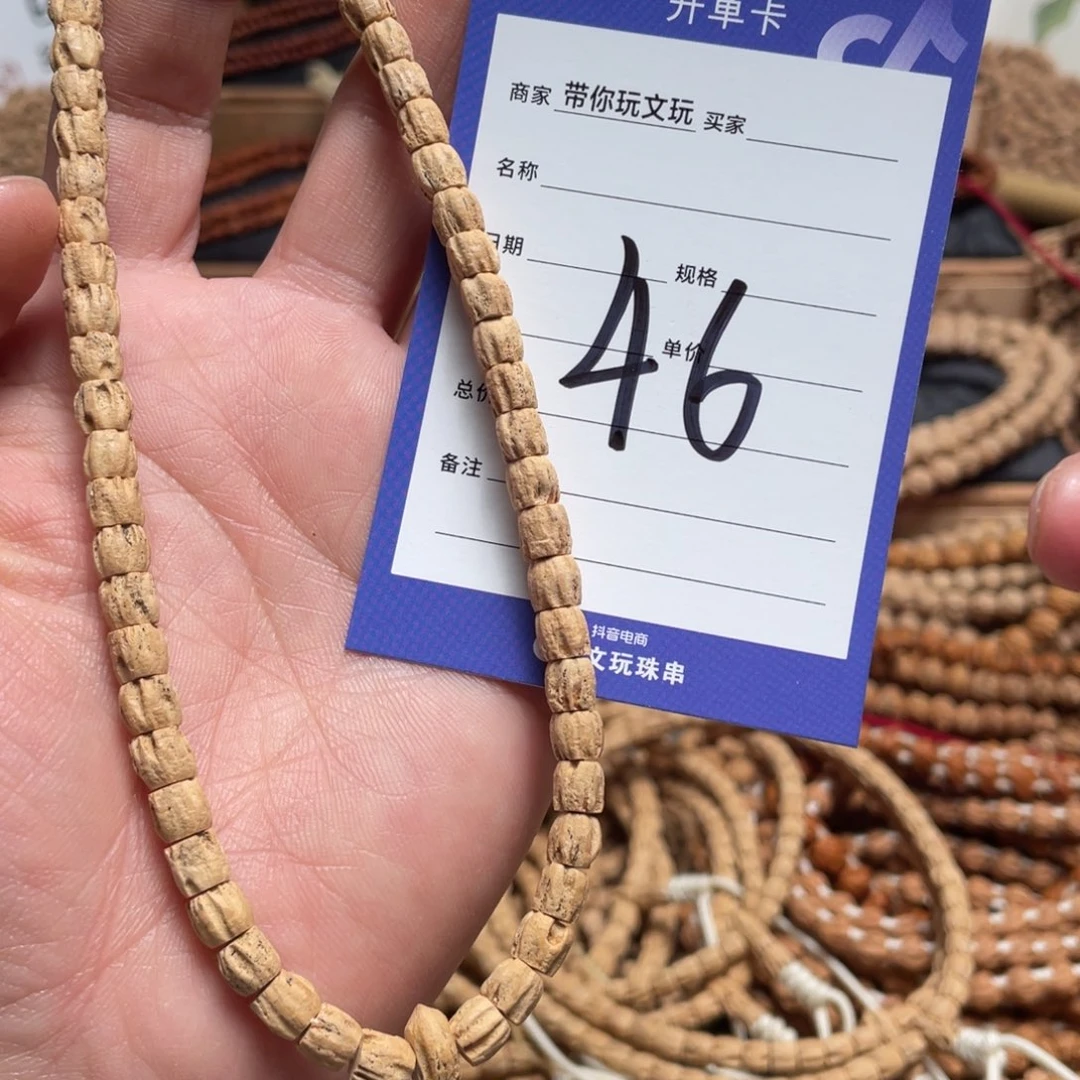 开单卡
商家 带你玩文玩 买家
名称
日期 规格
单价
46
总价
备注
抖音电商
文玩珠串